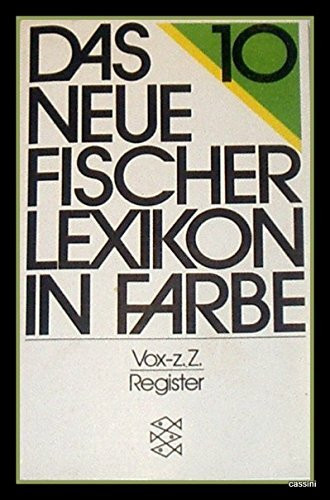 DAS 10
NEUE
FISCHER
LEXIKON
IN FARBE
Vox-z.Z.
Register
cassini